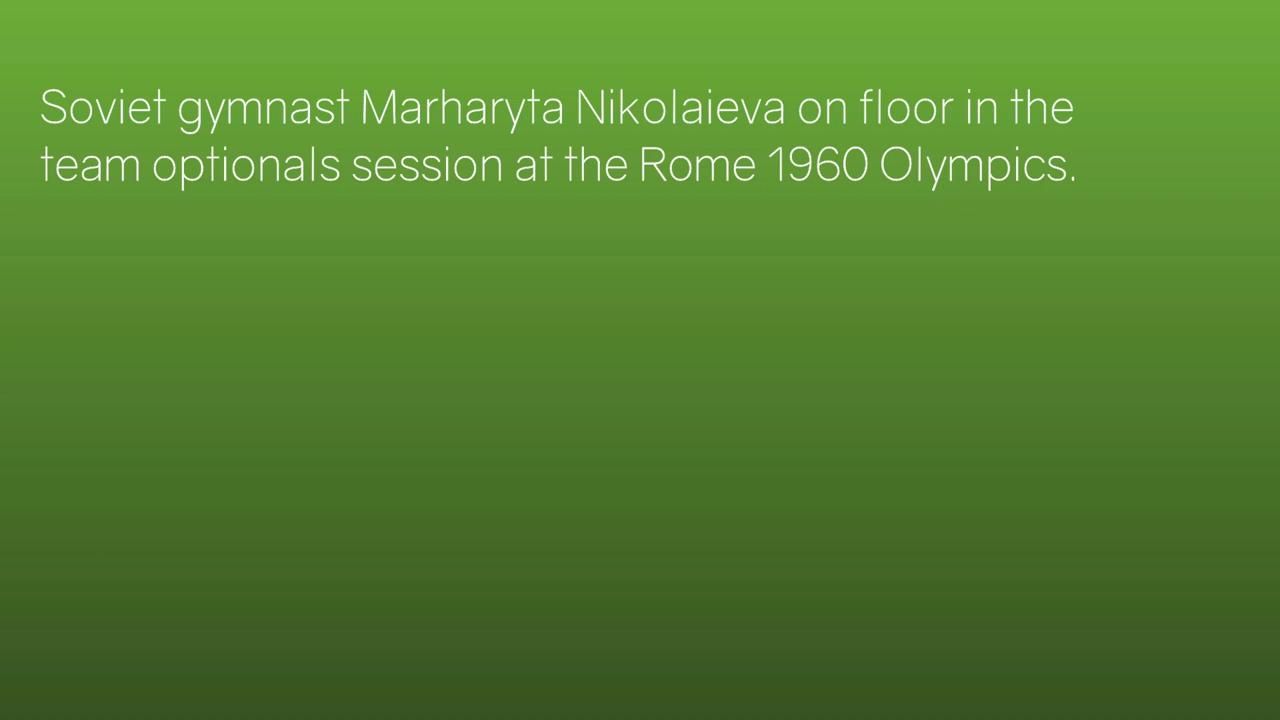 Soviet gymnast Marharyta Nikolaieva on floor in the
team optionals session at the Rome 1960 Olympics.